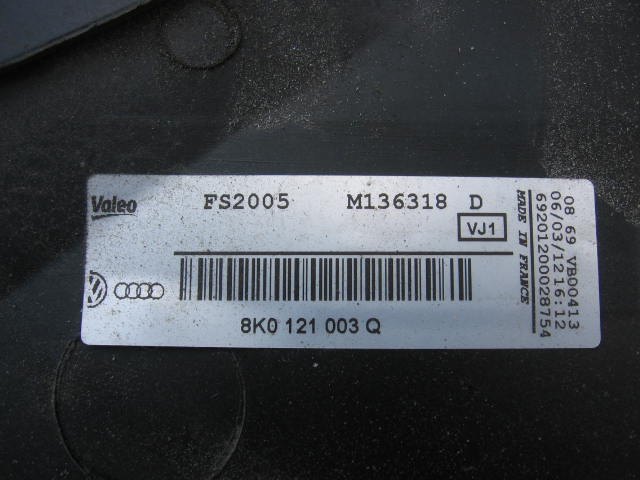 Valeo FS2005 M136318 D
VJ1
8K0 121 003 Q
MADE IN FRANCE
08 69 VB00413
06/03/12 16:12
69201200028754